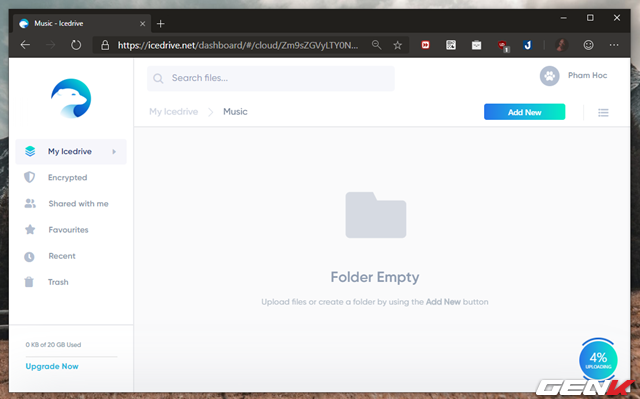 Music - Icedrive
https://icedrive.net/dashboard/#/cloud/Zm9sZGVyLTY0N...
Search files...
Pham Hoc
My Icedrive > Music
Add New
My Icedrive
Encrypted
Shared with me
Favourites
Recent
Trash
Folder Empty
Upload files or create a folder by using the Add New button
0 KB of 20 GB Used
Upgrade Now
4%
UPLOADING
GENK
1